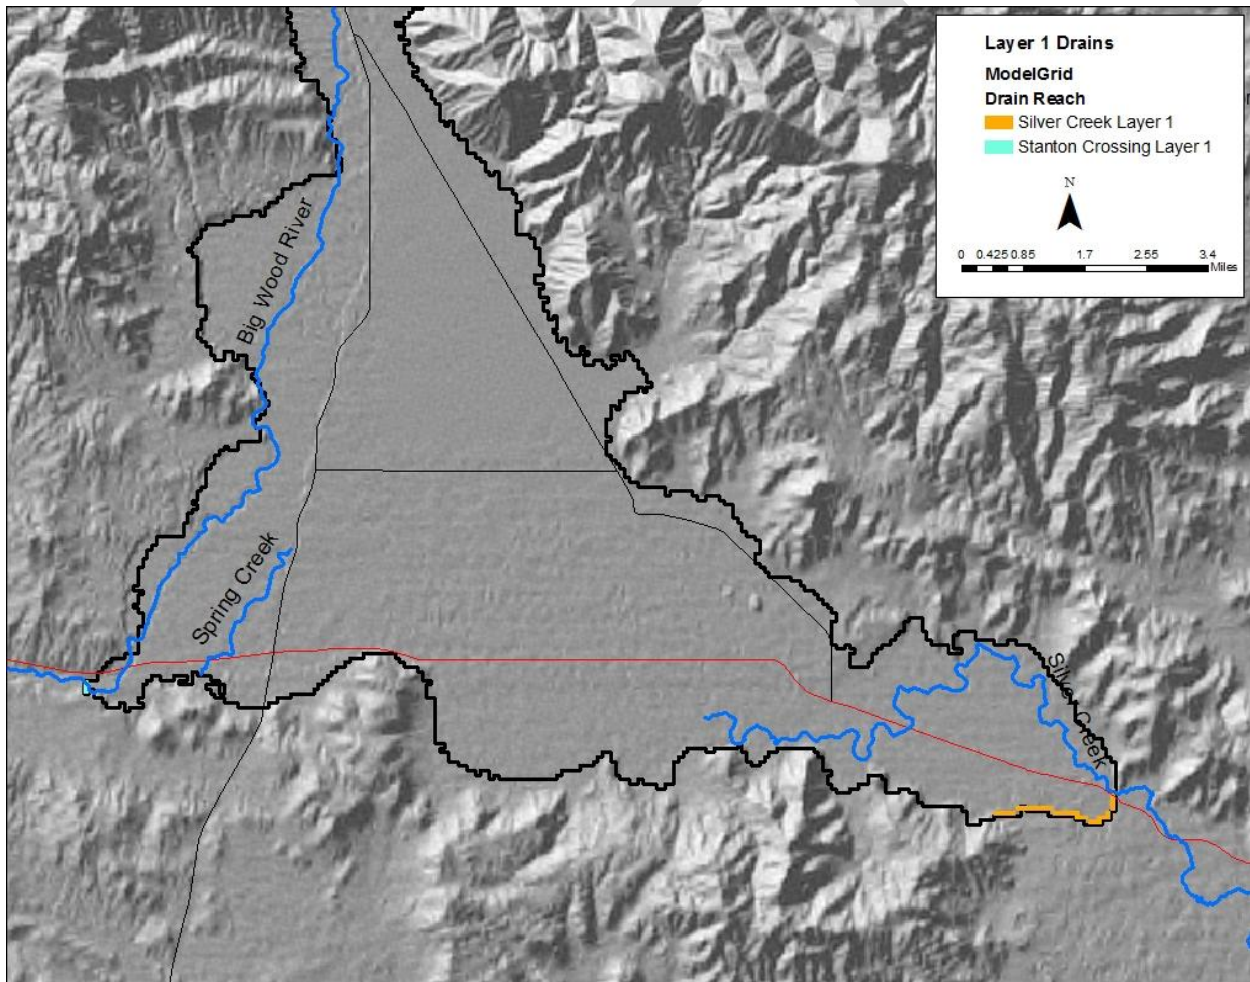 Layer 1 Drains
ModelGrid
Drain Reach
Silver Creek Layer 1
Stanton Crossing Layer 1
N
0 0.425 0.85 1.7 2.55 3.4
Miles
Big Wood River
Spring Creek
Silver Creek